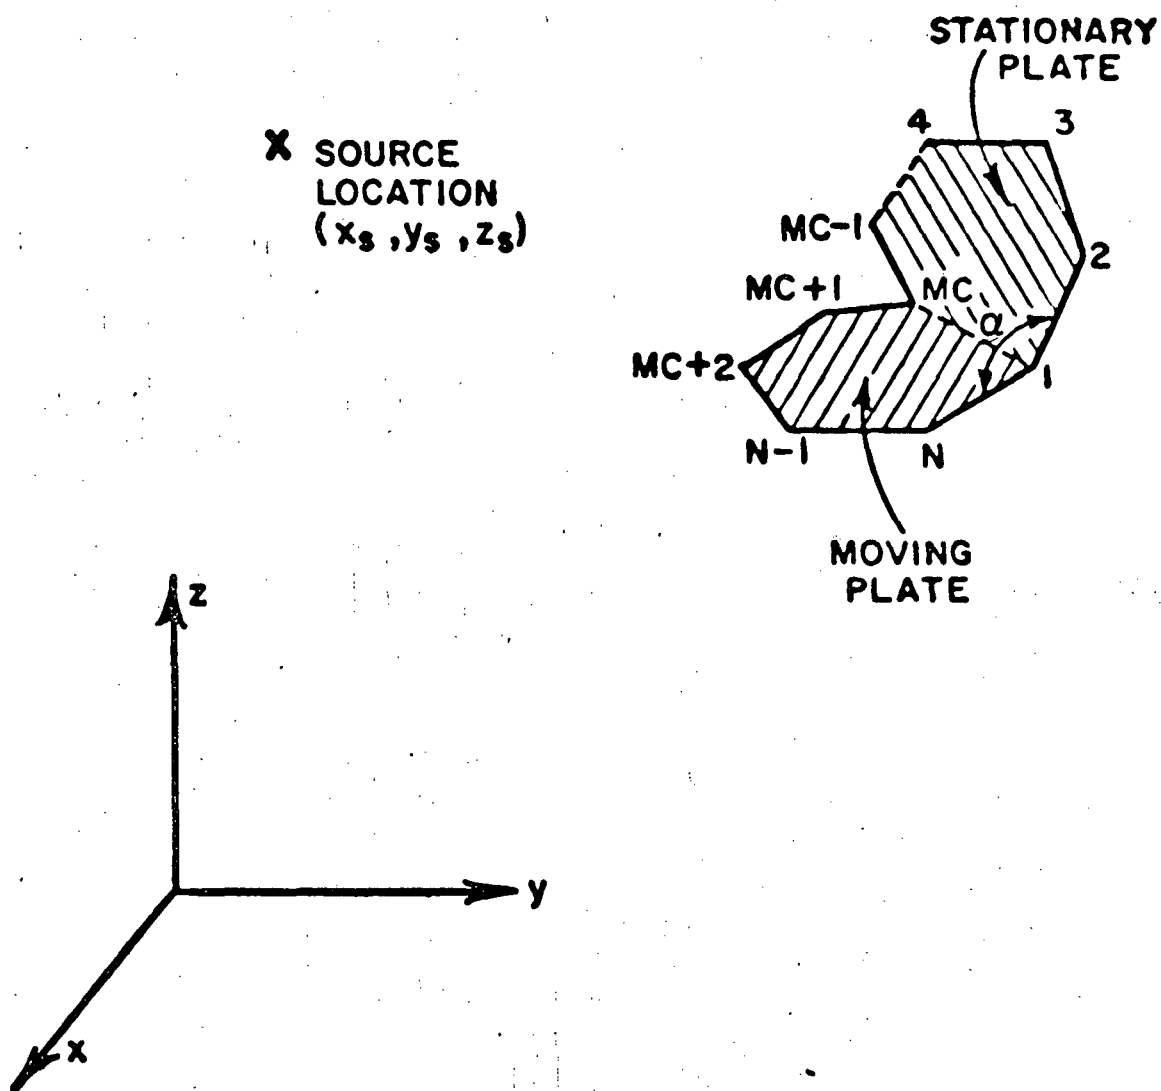 STATIONARY
PLATE
4
3
X SOURCE
LOCATION
(xs, ys, zs)
MC-1
2
MC+1
MC
α
MC+2
1
N-1
N
MOVING
PLATE
z
y
x